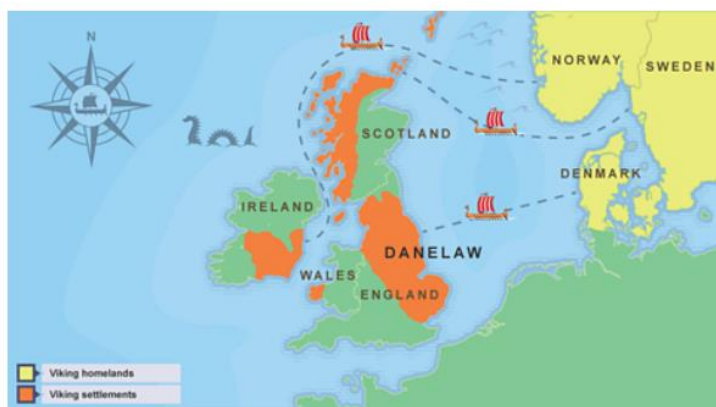 N
NORWAY
SWEDEN
SCOTLAND
DENMARK
IRELAND
DANELAW
WALES
ENGLAND
Viking homelands
Viking settlements